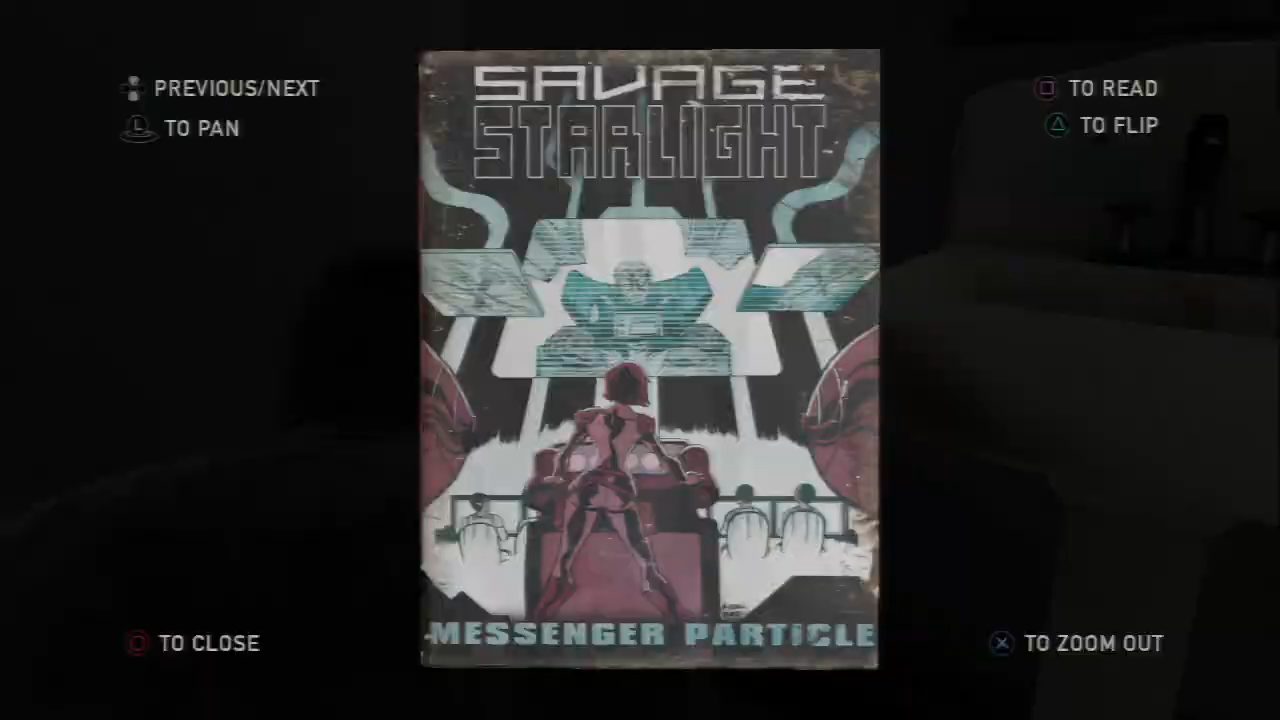 SAVAGE
STARLIGHT
PREVIOUS/NEXT
L TO PAN
TO READ
TO FLIP
MESSENGER PARTICLE
TO CLOSE
TO ZOOM OUT